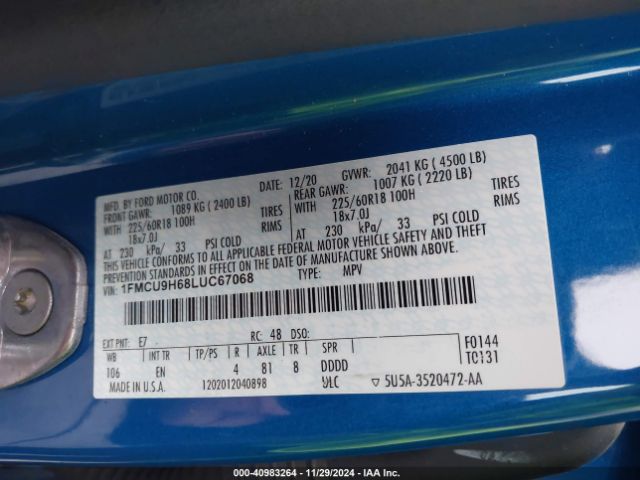 MFD. BY FORD MOTOR CO.
DATE: 12/20 GVWR: 2041 KG ( 4500 LB)
FRONT GAWR: 1089 KG ( 2400 LB)
REAR GAWR: 1007 KG ( 2220 LB)
WITH 225/60R18 100H TIRES
WITH 225/60R18 100H TIRES
18x7.0J RIMS
18x7.0J RIMS
AT 230 kPa/ 33 PSI COLD
AT 230 kPa/ 33 PSI COLD
THIS VEHICLE CONFORMS TO ALL APPLICABLE FEDERAL MOTOR VEHICLE SAFETY AND THEFT
PREVENTION STANDARDS IN EFFECT ON THE DATE OF MANUFACTURE SHOWN ABOVE.
VIN: 1FMCU9H68LUC67068
TYPE: MPV
EXT PNT: E7 RC: 48 DSO:
WB INT TR TP/PS R AXLE TR SPR
106 EN 4 81 8 DDDD
F0144
TC131
MADE IN U.S.A. 1202012040898 ULC ▽ 5U5A-3520472-AA
000-40983264 - 11/29/2024 - IAA Inc.